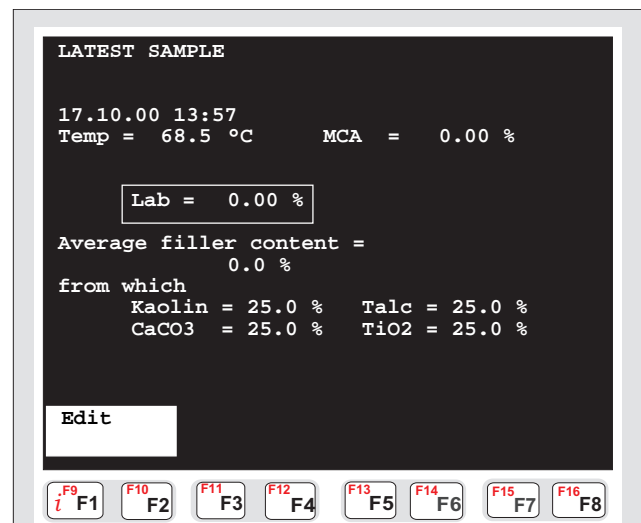 LATEST SAMPLE
17.10.00 13:57
Temp = 68.5 °C MCA = 0.00 %
Lab = 0.00 %
Average filler content =
0.0 %
from which
Kaolin = 25.0 % Talc = 25.0 %
CaCO3 = 25.0 % TiO2 = 25.0 %
Edit
F9 F10 F11 F12 F13 F14 F15 F16
i F1 F2 F3 F4 F5 F6 F7 F8